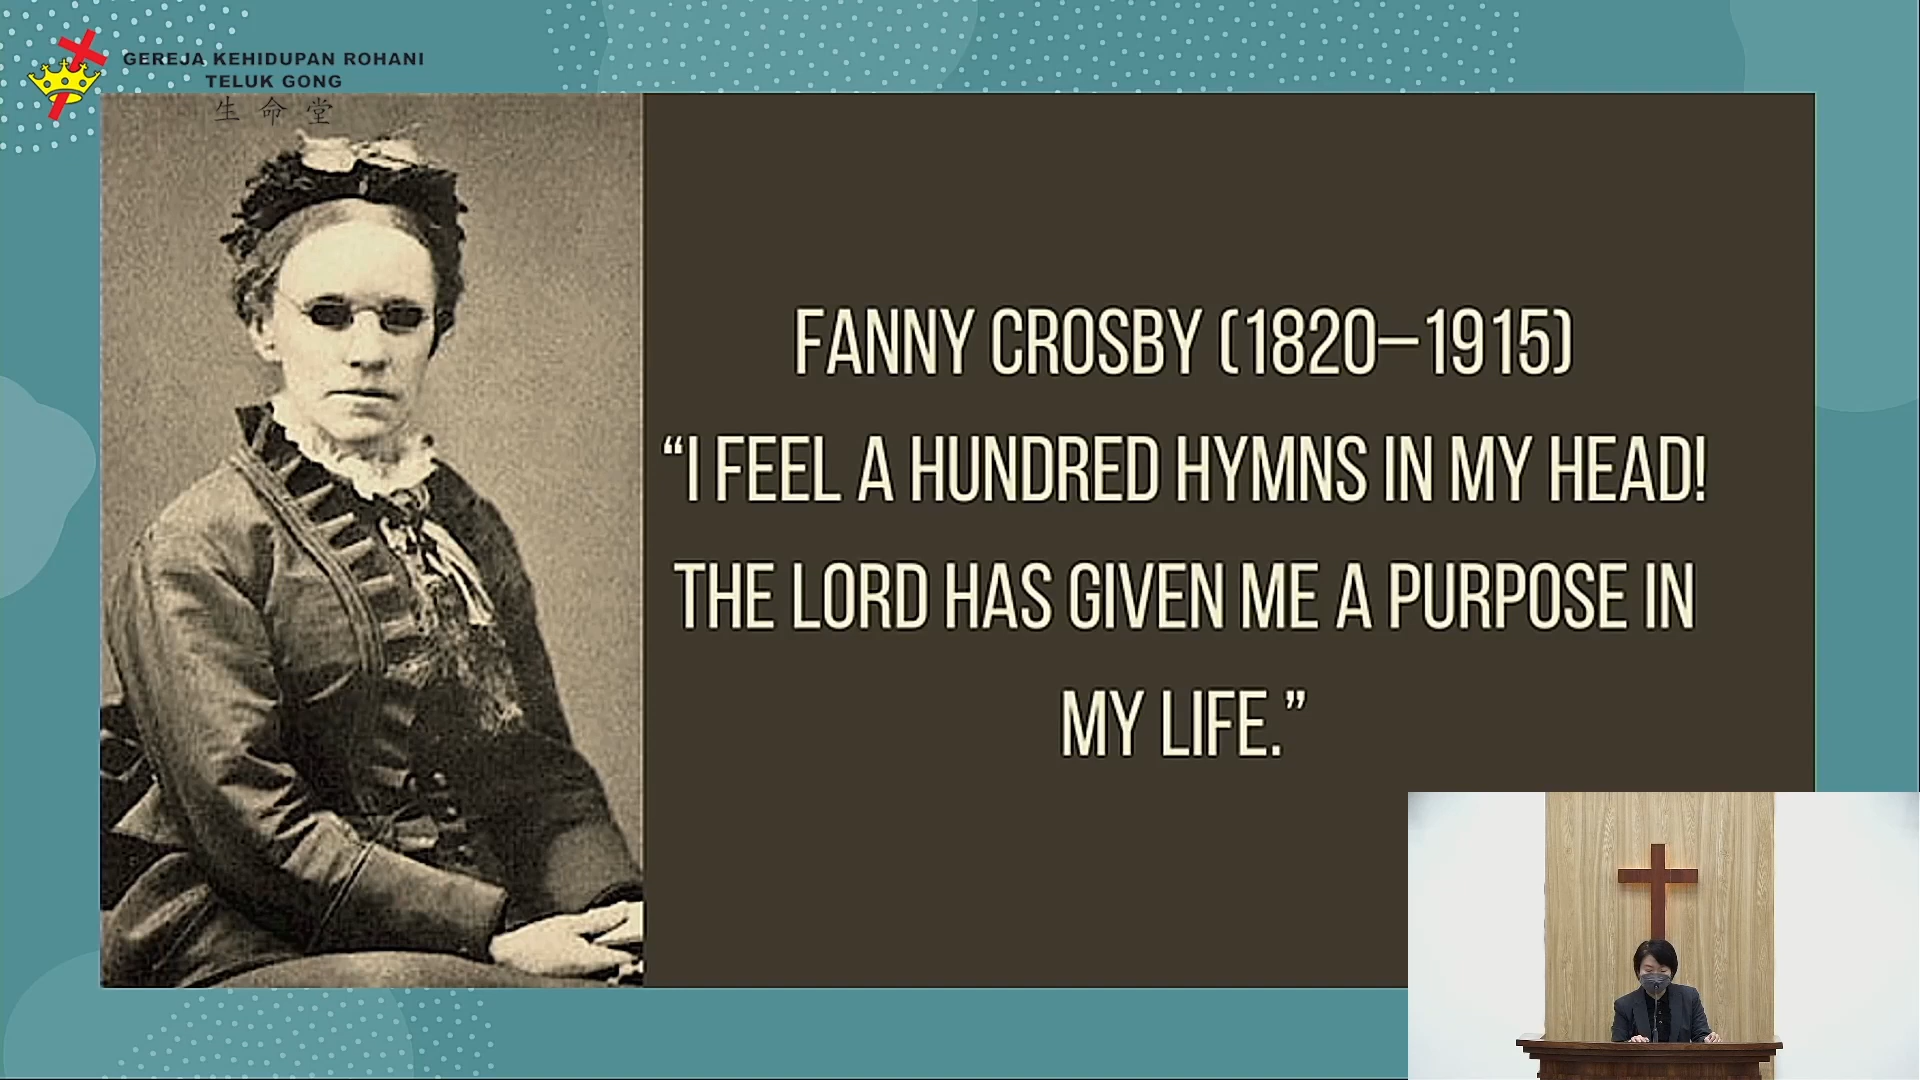 GEREJA KEHIDUPAN ROHANI
TELUK GONG
生命堂
FANNY CROSBY (1820–1915)
“I FEEL A HUNDRED HYMNS IN MY HEAD!
THE LORD HAS GIVEN ME A PURPOSE IN
MY LIFE.”